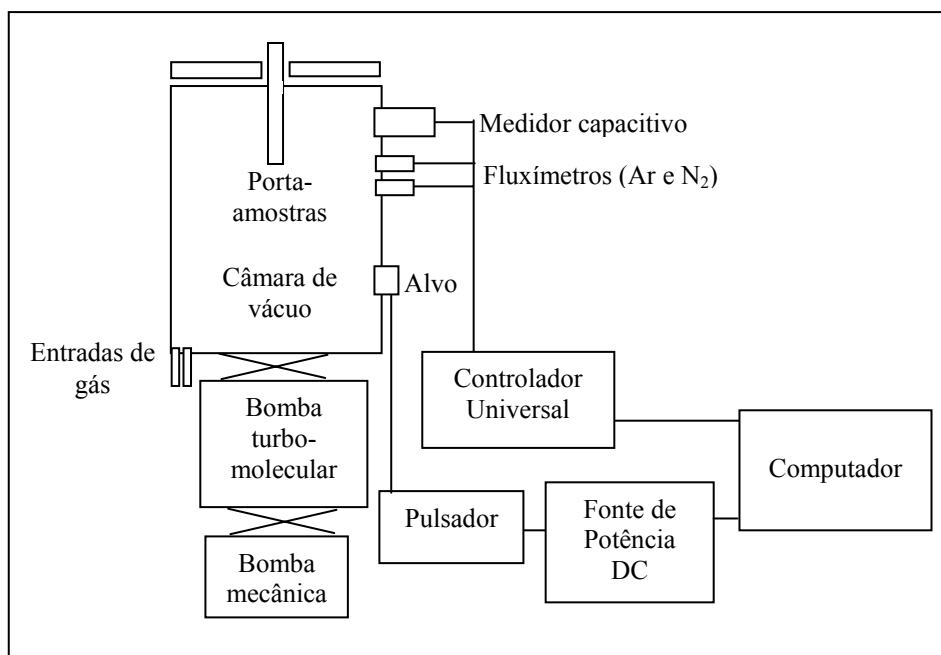 Medidor capacitivo
Fluxímetros (Ar e N₂)
Porta-
amostras
Câmara de
vácuo
Alvo
Entradas de
gás
Controlador
Universal
Bomba
turbo-
molecular
Computador
Pulsador
Fonte de
Potência
DC
Bomba
mecânica